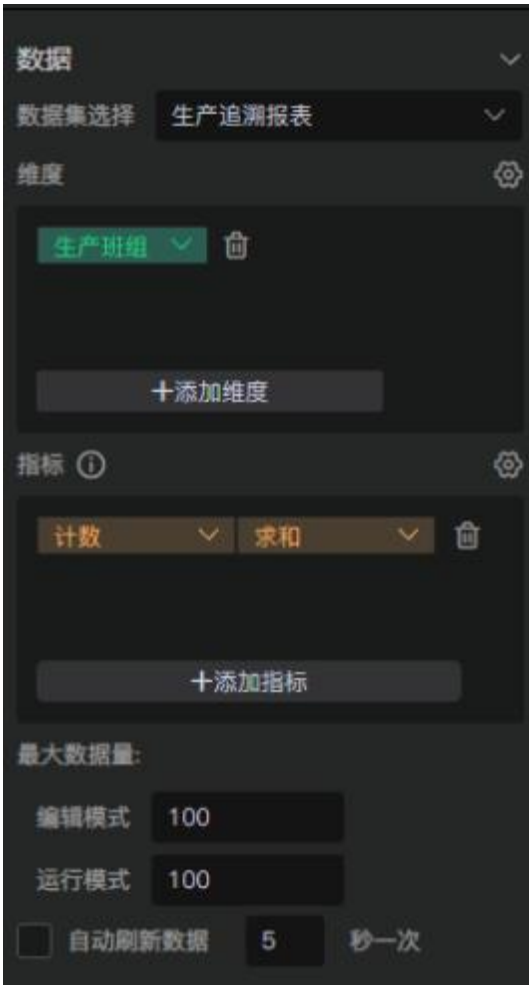 数据
数据集选择 生产追溯报表
维度
生产班组
+添加维度
指标
计数 求和
+添加指标
最大数据量:
编辑模式 100
运行模式 100
自动刷新数据 5 秒一次